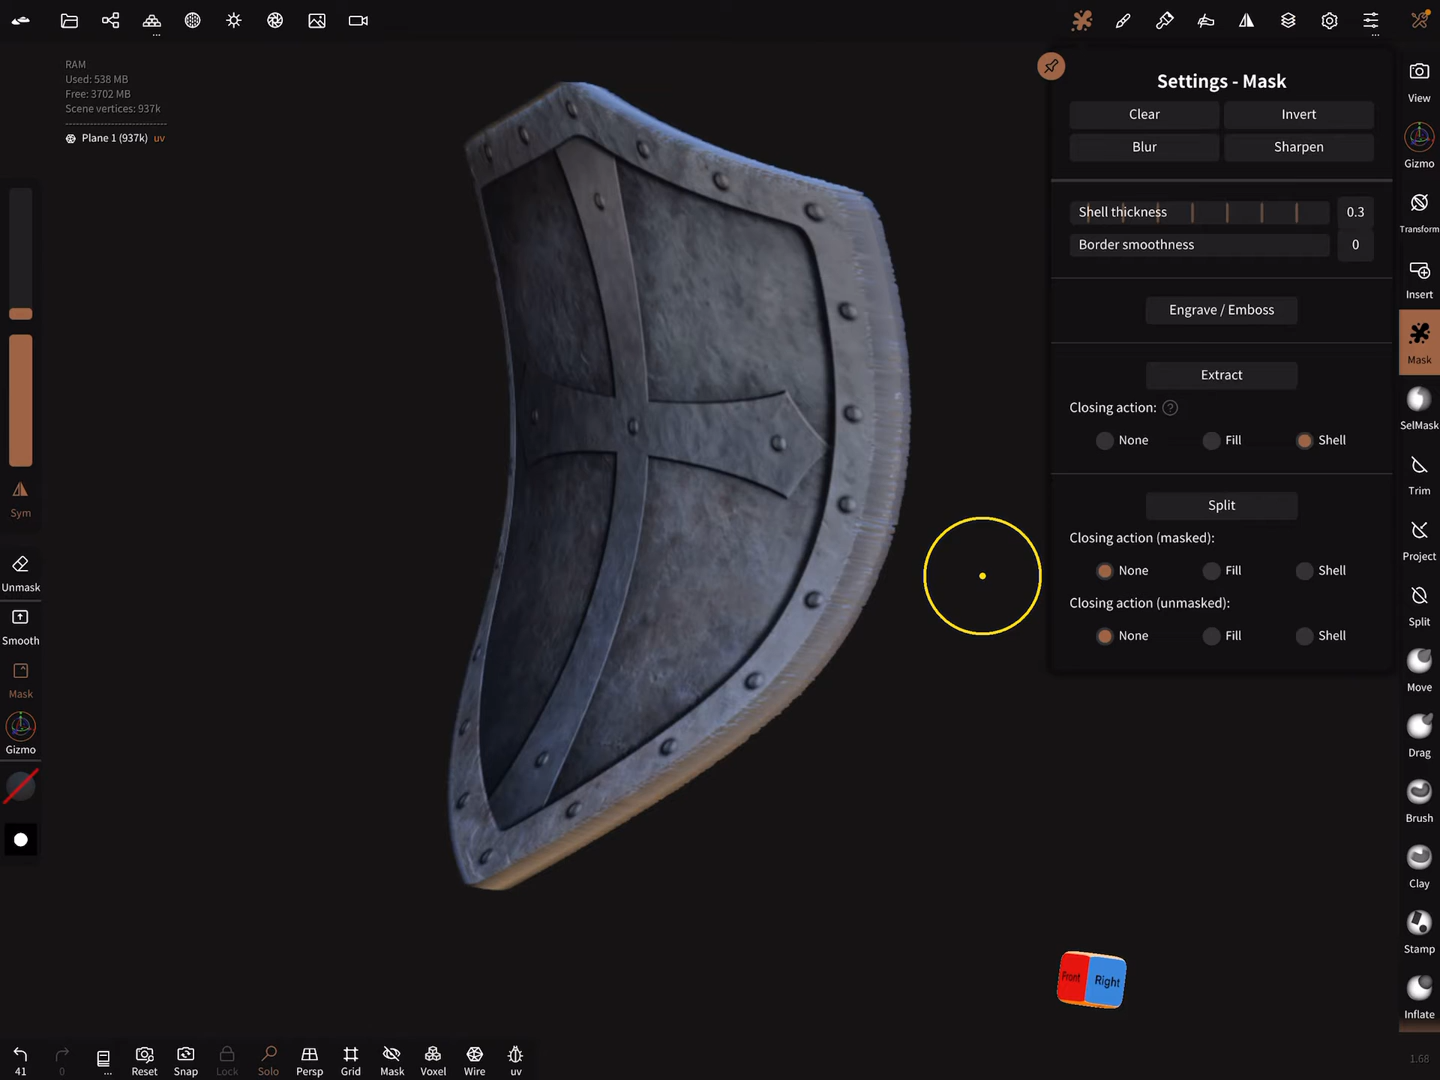 RAM
Used: 538 MB
Free: 3702 MB
Scene vertices: 937k
Plane 1 (937k) uv
Settings - Mask
Clear Invert
Blur Sharpen
Shell thickness 0.3
Border smoothness 0
Engrave / Emboss
Extract
Closing action: ?
None Fill Shell
Split
Closing action (masked):
None Fill Shell
Closing action (unmasked):
None Fill Shell
View
Gizmo
Transform
Insert
Mask
SelMask
Trim
Project
Split
Move
Drag
Brush
Clay
Stamp
Inflate
1.68
Sym
Unmask
Smooth
Mask
Gizmo
Front Right
41 0 ... Reset Snap Lock Solo Persp Grid Mask Voxel Wire uv